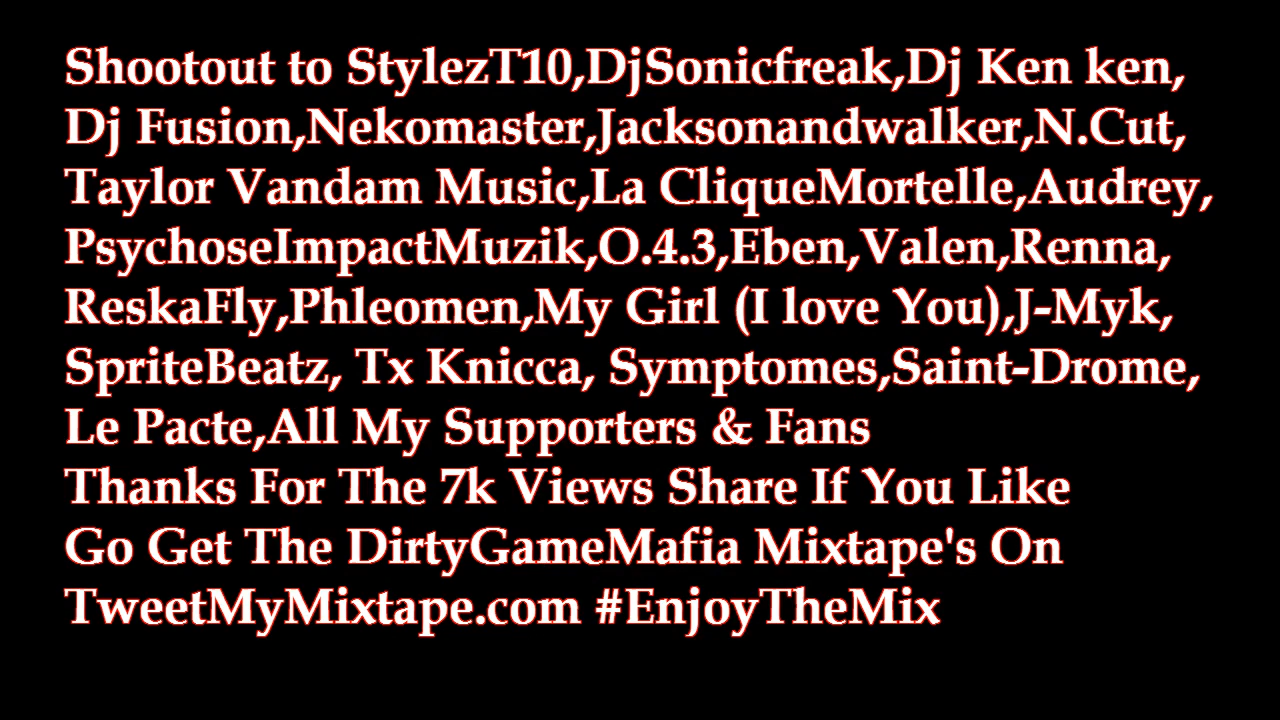 Shootout to StylezT10,DjSonicfreak,Dj Ken ken,
Dj Fusion,Nekomaster,Jacksonandwalker,N.Cut,
Taylor Vandam Music,La CliqueMortelle,Audrey,
PsychoseImpactMuzik,O.4.3,Eben,Valen,Renna,
ReskaFly,Phleomen,My Girl (I love You),J-Myk,
SpriteBeatz, Tx Knicca, Symptomes,Saint-Drome,
Le Pacte,All My Supporters & Fans
Thanks For The 7k Views Share If You Like
Go Get The DirtyGameMafia Mixtape's On
TweetMyMixtape.com #EnjoyTheMix